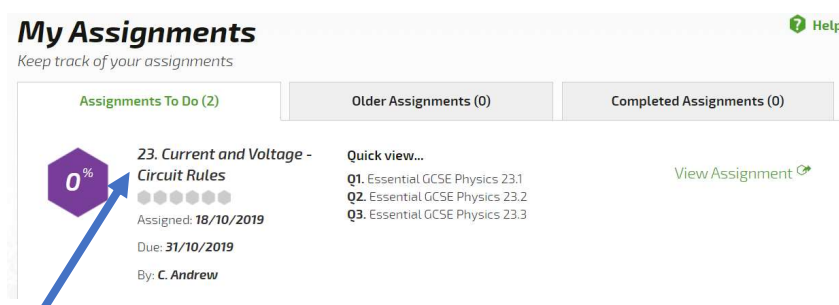 My Assignments
Help
Keep track of your assignments
Assignments To Do (2)
Older Assignments (0)
Completed Assignments (0)
0%
23. Current and Voltage -
Circuit Rules
Assigned: 18/10/2019
Due: 31/10/2019
By: C. Andrew
Quick view...
Q1. Essential GCSE Physics 23.1
Q2. Essential GCSE Physics 23.2
Q3. Essential GCSE Physics 23.3
View Assignment